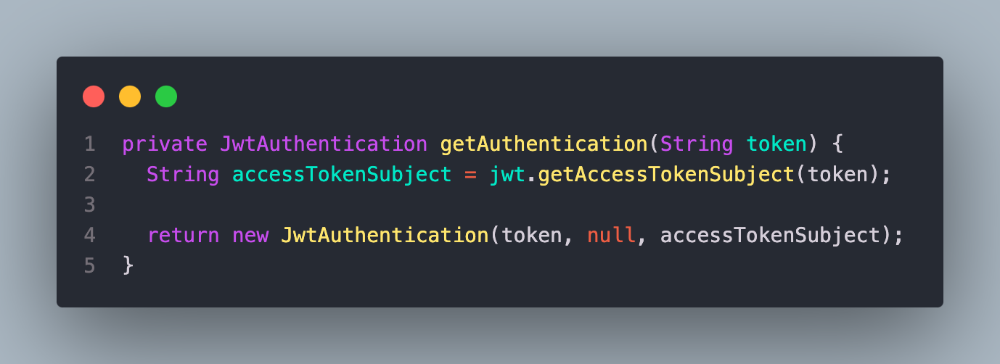 1 private JwtAuthentication getAuthentication(String token) {
2 String accessTokenSubject = jwt.getAccessTokenSubject(token);
3
4 return new JwtAuthentication(token, null, accessTokenSubject);
5 }